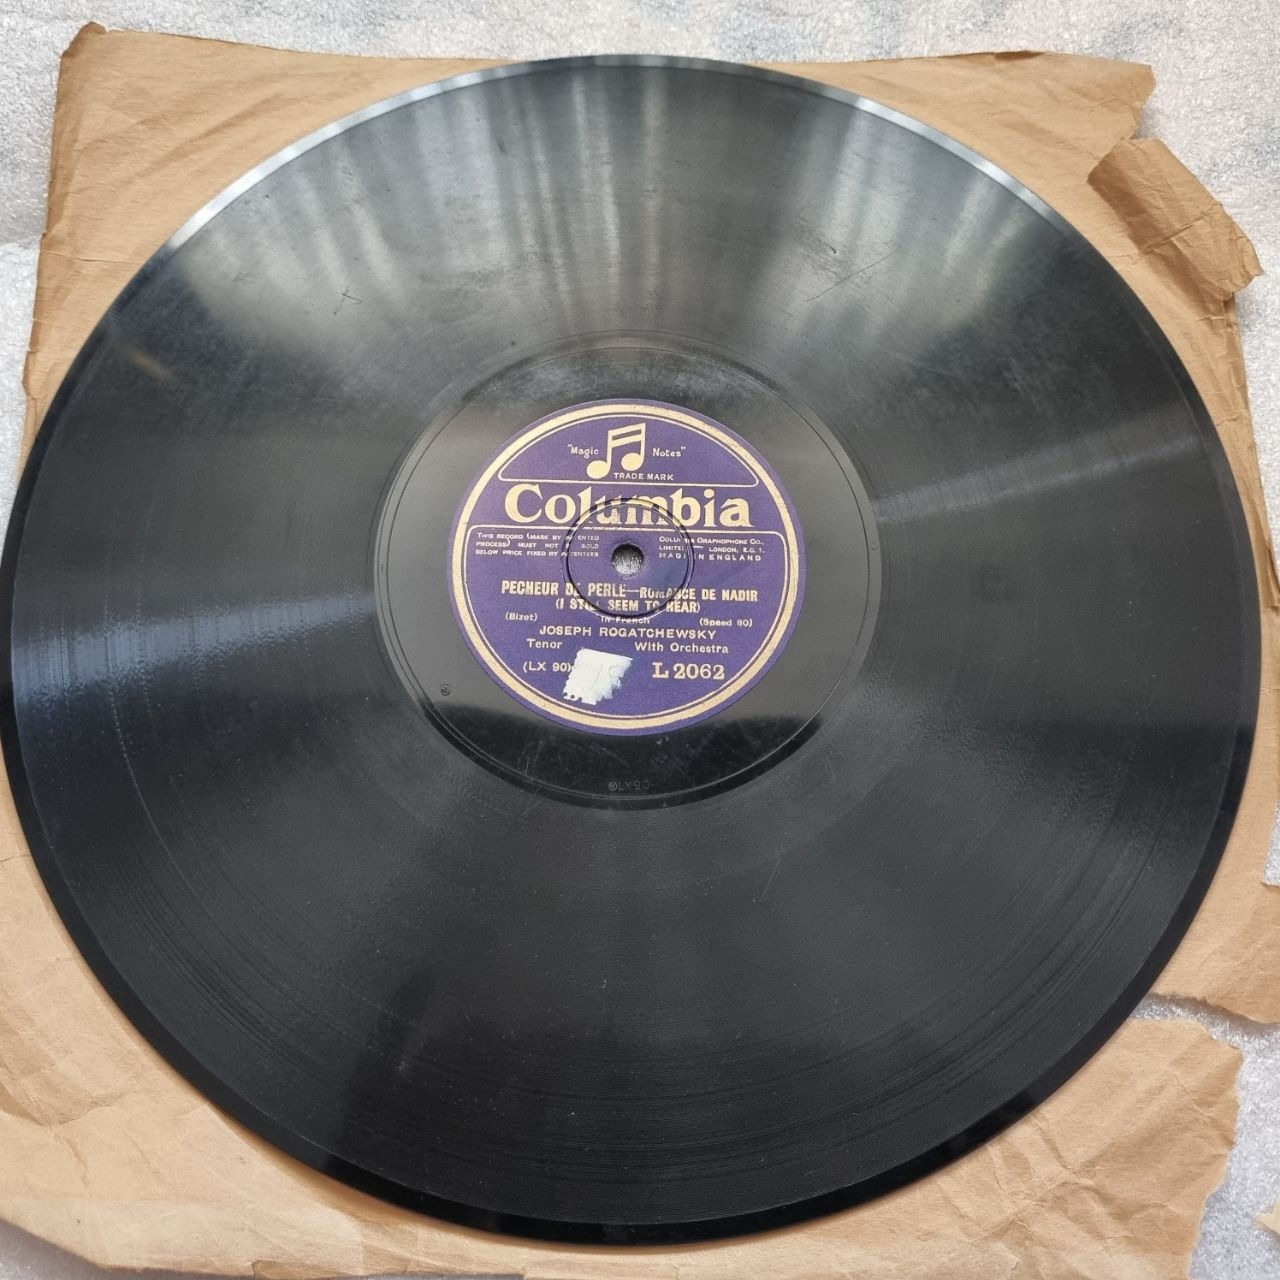 "Magic Notes"
TRADE MARK
Columbia
THIS RECORD (MADE BY PATENTED
PROCESS) MUST NOT BE SOLD
BELOW PRICE FIXED BY PATENTEES
COLUMBIA GRAPHOPHONE CO.,
LIMITED — LONDON, E.C. 1.
MADE IN ENGLAND
PECHEUR DE PERLE—ROMANCE DE NADIR
(I STILL SEEM TO HEAR)
(Bizet) In French (Speed 80)
JOSEPH ROGATCHEWSKY
Tenor With Orchestra
(LX 90) L 2062
LX90